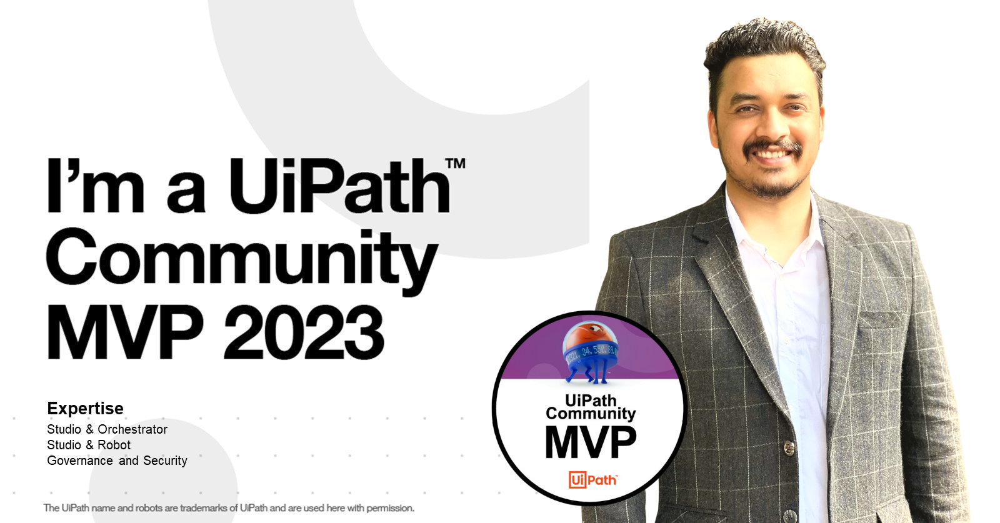 I'm a UiPath™
Community
MVP 2023
Expertise
Studio & Orchestrator
Studio & Robot
Governance and Security
The UiPath name and robots are trademarks of UiPath and are used here with permission.
UiPath
Community
MVP
UiPath™